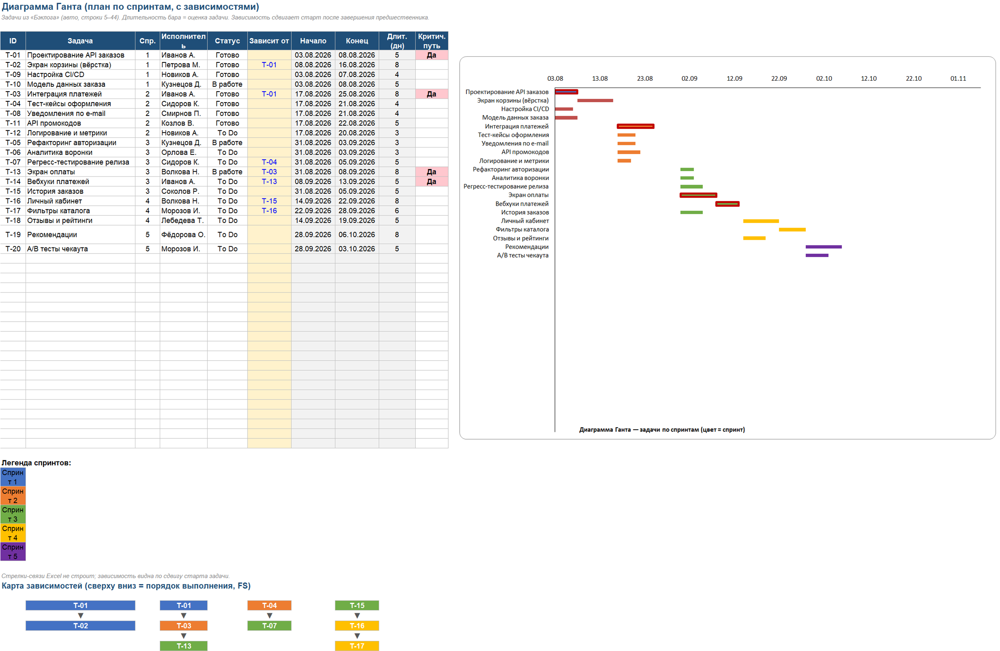 Диаграмма Ганта (план по спринтам, с зависимостями)
Задачи из «Бэклога» (авто, строки 5–44). Длительность бара = оценка задачи. Зависимость сдвигает старт после завершения предшественника.
ID Задача Спр. Исполнитель Статус Зависит от Начало Конец Длит. (дн) Критич. путь
T-01 Проектирование API заказов 1 Иванов А. Готово 03.08.2026 08.08.2026 5 Да
T-02 Экран корзины (вёрстка) 1 Петрова М. Готово T-01 08.08.2026 16.08.2026 8
T-09 Настройка CI/CD 1 Новиков А. Готово 03.08.2026 07.08.2026 4
T-10 Модель данных заказа 1 Кузнецов Д. В работе 03.08.2026 08.08.2026 5
T-03 Интеграция платежей 2 Иванов А. Готово T-01 17.08.2026 25.08.2026 8 Да
T-04 Тест-кейсы оформления 2 Сидоров К. Готово 17.08.2026 21.08.2026 4
T-08 Уведомления по e-mail 2 Смирнов П. Готово 17.08.2026 21.08.2026 4
T-11 API промокодов 2 Козлов В. Готово 17.08.2026 22.08.2026 5
T-12 Логирование и метрики 2 Новиков А. To Do 17.08.2026 20.08.2026 3
T-05 Рефакторинг авторизации 3 Кузнецов Д. В работе 31.08.2026 03.09.2026 3
T-06 Аналитика воронки 3 Орлова Е. To Do 31.08.2026 03.09.2026 3
T-07 Регресс-тестирование релиза 3 Сидоров К. To Do T-04 31.08.2026 05.09.2026 5
T-13 Экран оплаты 3 Волкова Н. В работе T-03 31.08.2026 08.09.2026 8 Да
T-14 Вебхуки платежей 3 Иванов А. To Do T-13 08.09.2026 13.09.2026 5 Да
T-15 История заказов 3 Соколов Р. To Do 31.08.2026 05.09.2026 5
T-16 Личный кабинет 4 Волкова Н. To Do T-15 14.09.2026 22.09.2026 8
T-17 Фильтры каталога 4 Морозов И. To Do T-16 22.09.2026 28.09.2026 6
T-18 Отзывы и рейтинги 4 Лебедева Т. To Do 14.09.2026 19.09.2026 5
T-19 Рекомендации 5 Фёдорова О. To Do 28.09.2026 06.10.2026 8
T-20 A/B тесты чекаута 5 Морозов И. To Do 28.09.2026 03.10.2026 5
03.08 13.08 23.08 02.09 12.09 22.09 02.10 12.10 22.10 01.11
Проектирование API заказов
Экран корзины (вёрстка)
Настройка CI/CD
Модель данных заказа
Интеграция платежей
Тест-кейсы оформления
Уведомления по e-mail
API промокодов
Логирование и метрики
Рефакторинг авторизации
Аналитика воронки
Регресс-тестирование релиза
Экран оплаты
Вебхуки платежей
История заказов
Личный кабинет
Фильтры каталога
Отзывы и рейтинги
Рекомендации
A/B тесты чекаута
Диаграмма Ганта — задачи по спринтам (цвет = спринт)
Легенда спринтов:
Сприн
т 1
Сприн
т 2
Сприн
т 3
Сприн
т 4
Сприн
т 5
Стрелки-связи Excel не строит; зависимость видна по сдвигу старта задачи.
Карта зависимостей (сверху вниз = порядок выполнения, FS)
T-01 T-01 T-04 T-15
▼ ▼ ▼ ▼
T-02 T-03 T-07 T-16
▼ ▼
T-13 T-17